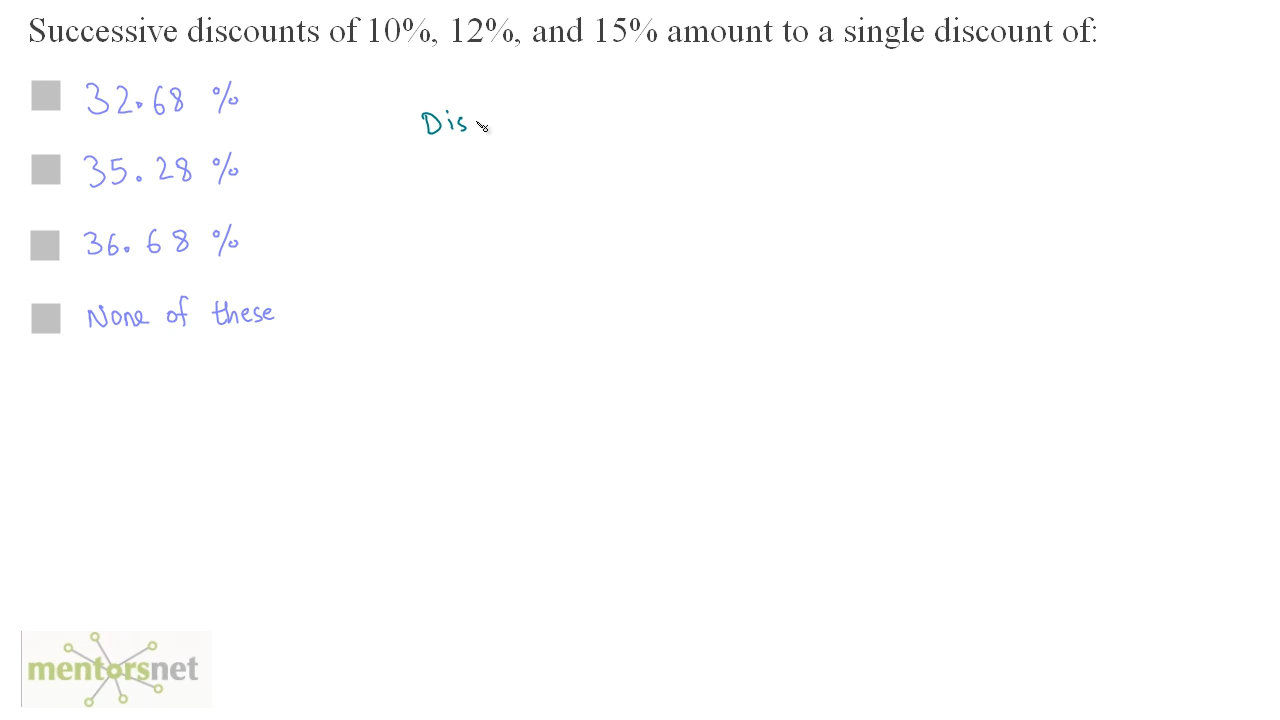 Successive discounts of 10%, 12%, and 15% amount to a single discount of:
32.68 %
Dis
35.28 %
36.68 %
None of these
mentorsnet